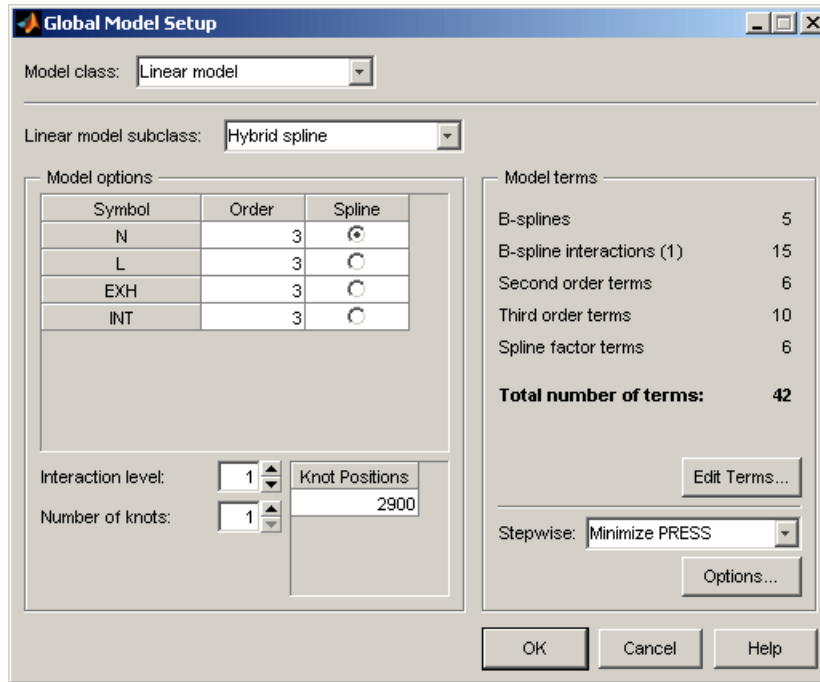 Global Model Setup
Model class: Linear model
Linear model subclass: Hybrid spline
Model options
Symbol Order Spline
N 3
L 3
EXH 3
INT 3
Interaction level: 1
Number of knots: 1
Knot Positions
2900
Model terms
B-splines 5
B-spline interactions (1) 15
Second order terms 6
Third order terms 10
Spline factor terms 6
Total number of terms: 42
Edit Terms...
Stepwise: Minimize PRESS
Options...
OK Cancel Help